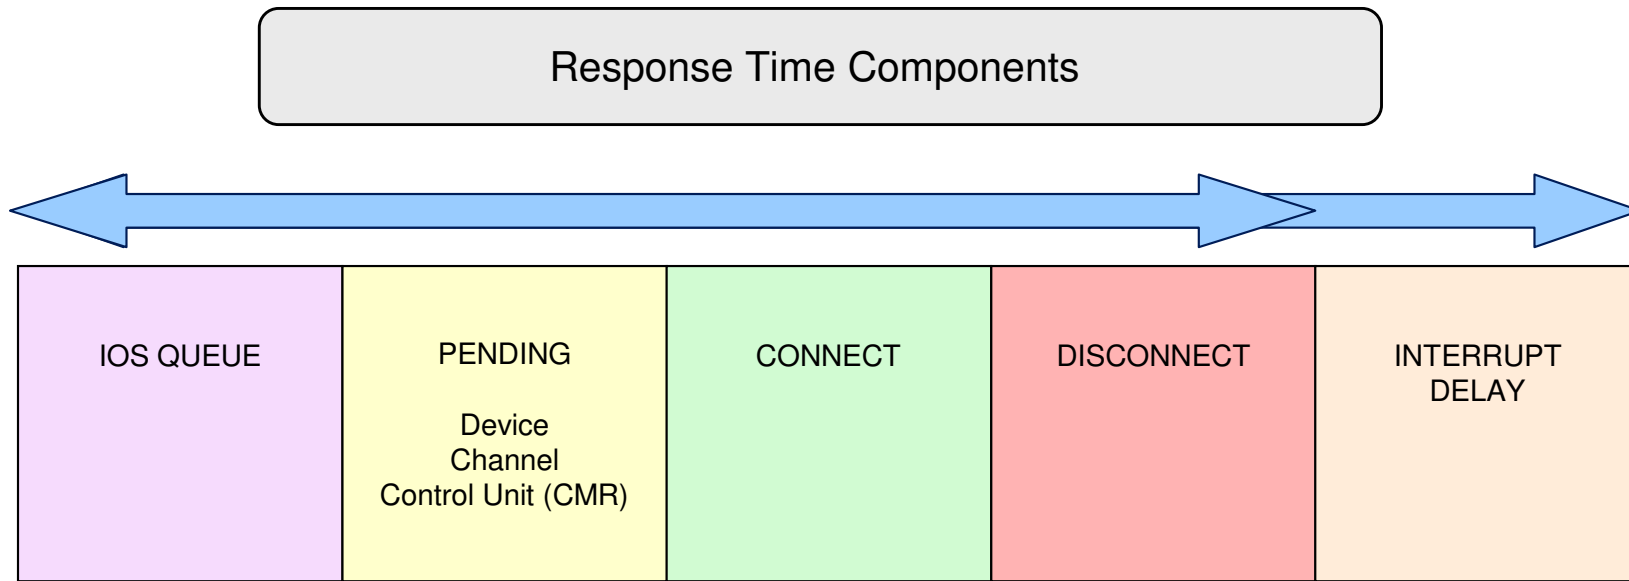 Response Time Components
IOS QUEUE
PENDING
Device
Channel
Control Unit (CMR)
CONNECT
DISCONNECT
INTERRUPT
DELAY